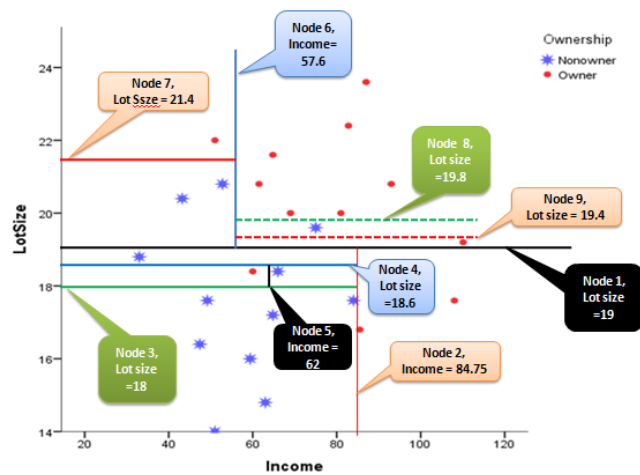 Node 6,
Income=
57.6
Ownership
Nonowner
Owner
Node 7,
Lot Ssze = 21.4
Node 8,
Lot size
=19.8
Node 9,
Lot size = 19.4
Node 4,
Lot size
=18.6
Node 1,
Lot size
=19
Node 5,
Income =
62
Node 3,
Lot size
=18
Node 2,
Income = 84.75
LotSize
24
22
20
18
16
14
20
40
60
80
100
120
Income